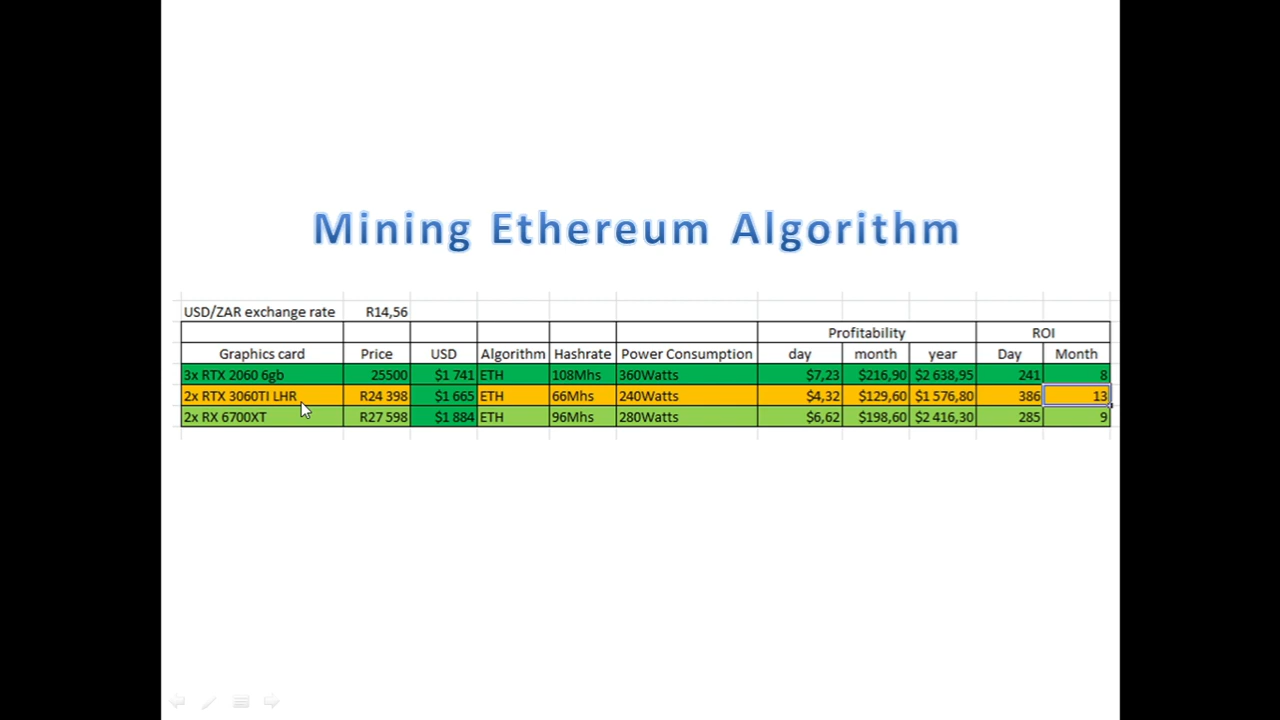 Mining Ethereum Algorithm
USD/ZAR exchange rate R14,56
Profitability ROI
Graphics card Price USD Algorithm Hashrate Power Consumption day month year Day Month
3x RTX 2060 6gb 25500 $1 741 ETH 108Mhs 360Watts $7,23 $216,90 $2 638,95 241 8
2x RTX 3060TI LHR R24 398 $1 665 ETH 66Mhs 240Watts $4,32 $129,60 $1 576,80 386 13
2x RX 6700XT R27 598 $1 884 ETH 96Mhs 280Watts $6,62 $198,60 $2 416,30 285 9